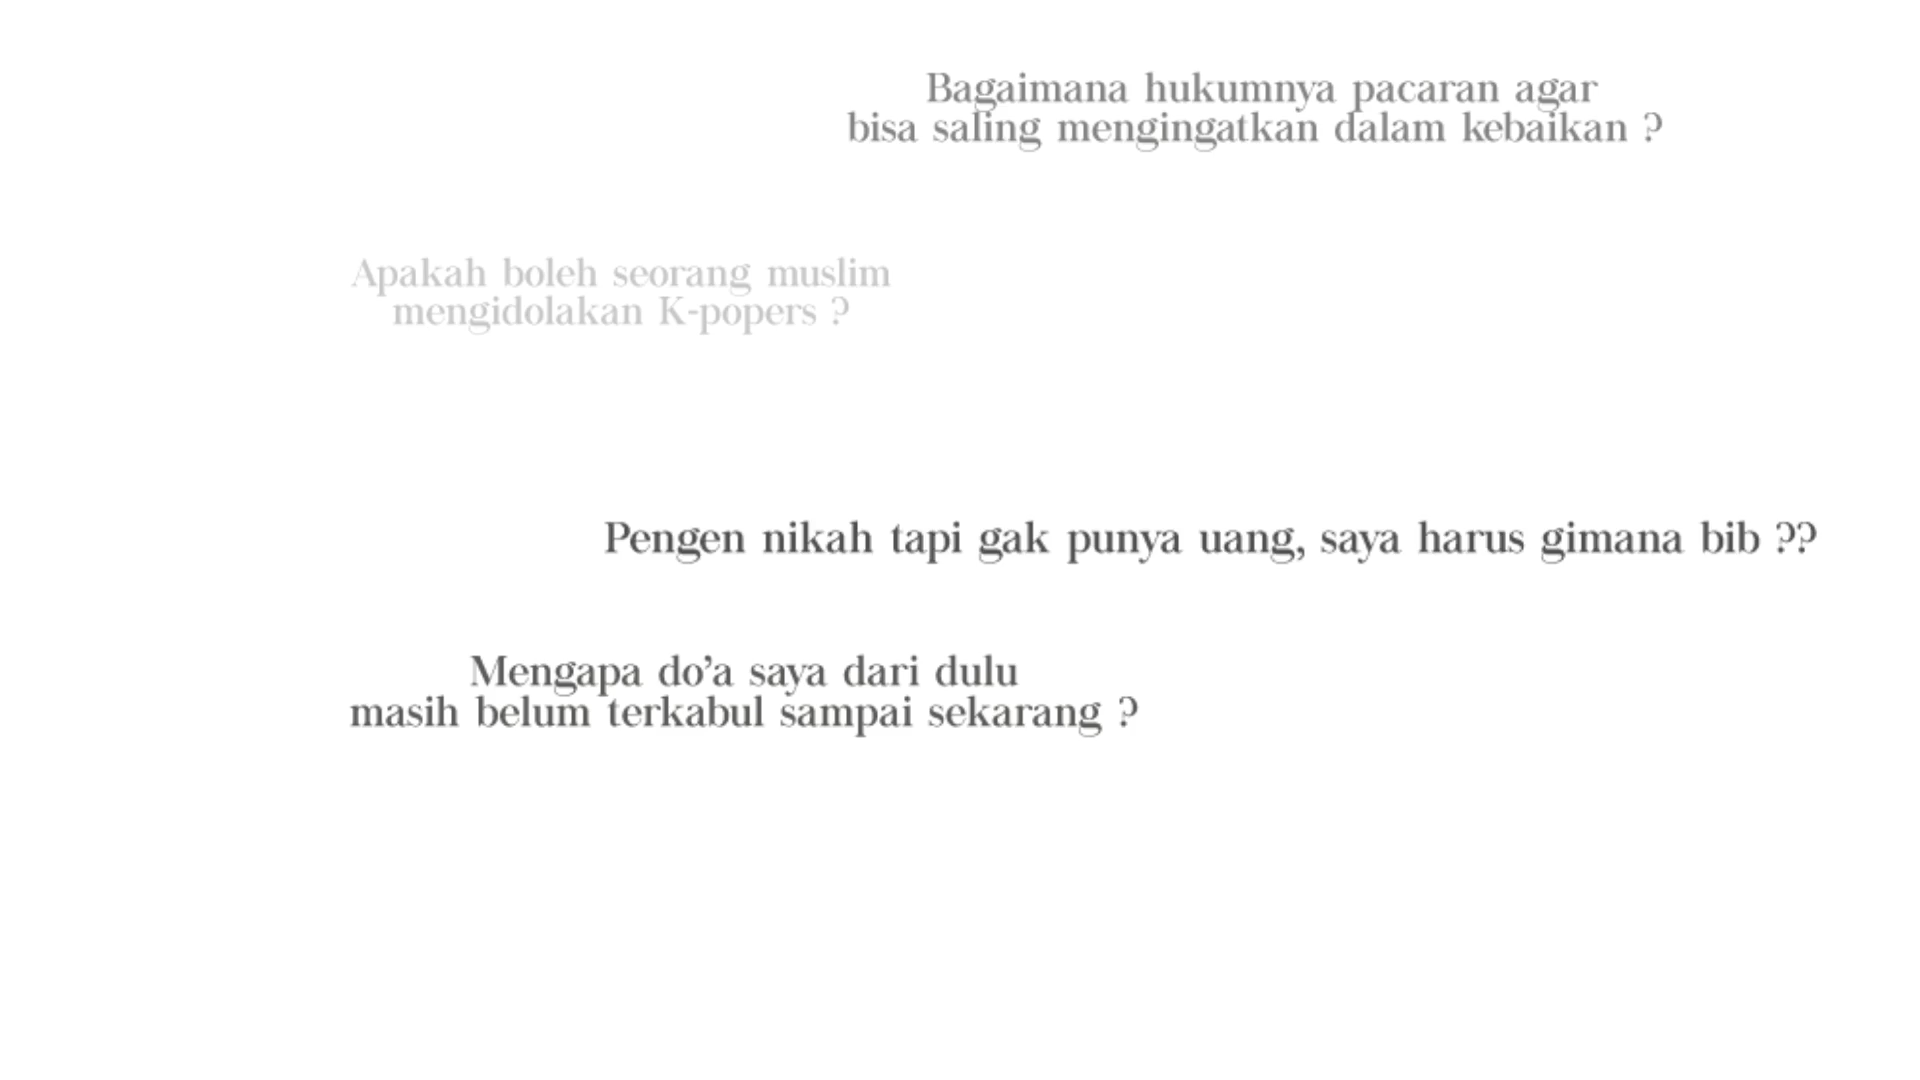 Bagaimana hukumnya pacaran agar
bisa saling mengingatkan dalam kebaikan ?
Apakah boleh seorang muslim
mengidolakan K-popers ?
Pengen nikah tapi gak punya uang, saya harus gimana bib ??
Mengapa do’a saya dari dulu
masih belum terkabul sampai sekarang ?